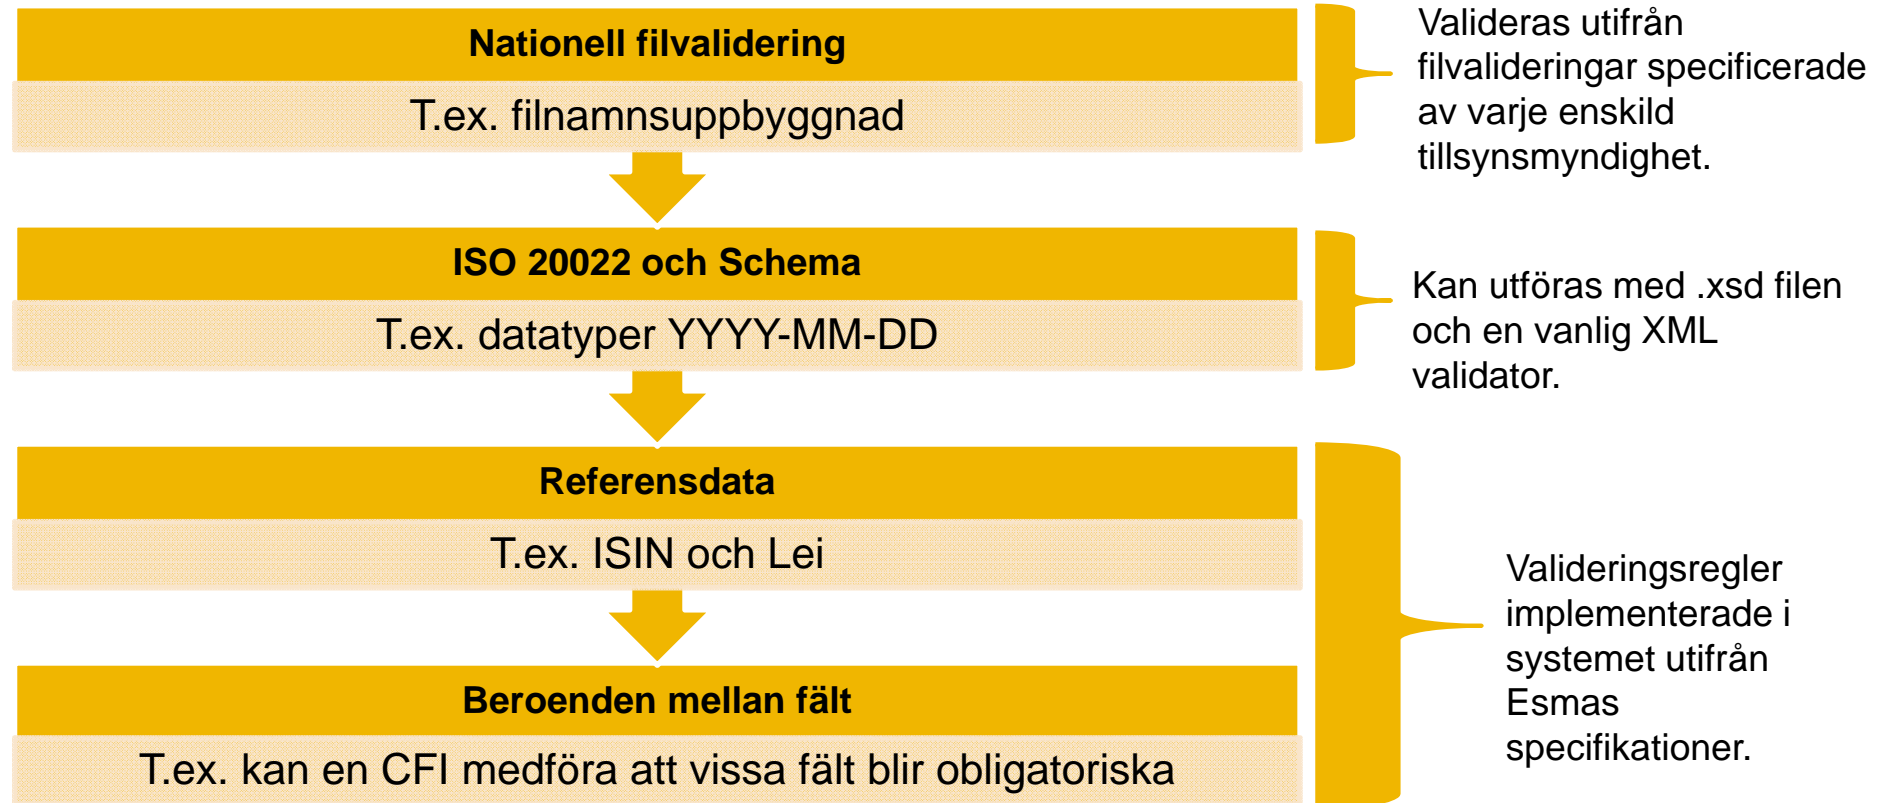 Nationell filvalidering
T.ex. filnamnsuppbyggnad
Valideras utifrån
filvalideringar specificerade
av varje enskild
tillsynsmyndighet.
ISO 20022 och Schema
T.ex. datatyper YYYY-MM-DD
Kan utföras med .xsd filen
och en vanlig XML
validator.
Referensdata
T.ex. ISIN och Lei
Beroenden mellan fält
T.ex. kan en CFI medföra att vissa fält blir obligatoriska
Valideringsregler
implementerade i
systemet utifrån
Esmas
specifikationer.